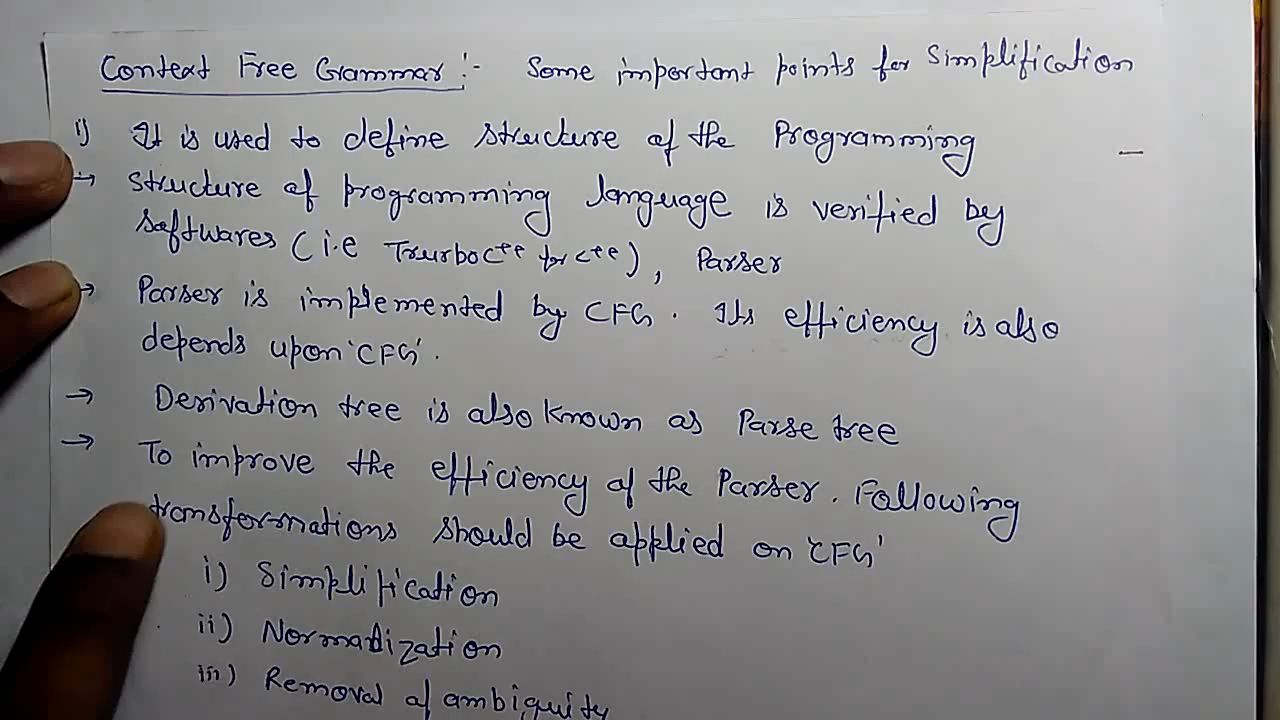 Context Free Grammar :- Some important points for Simplification
i) It is used to define structure of the Programming
→ Structure of programming language is verified by
Softwares (i.e TrurboC++ for C++), Parser
→ Parser is implemented by CFG. Its efficiency is also
depends upon 'CFG'.
→ Derivation tree is also known as Parse tree
→ To improve the efficiency of the Parser. Following
transformations should be applied on 'CFG'
i) Simplification
ii) Normalization
iii) Removal of ambiguity